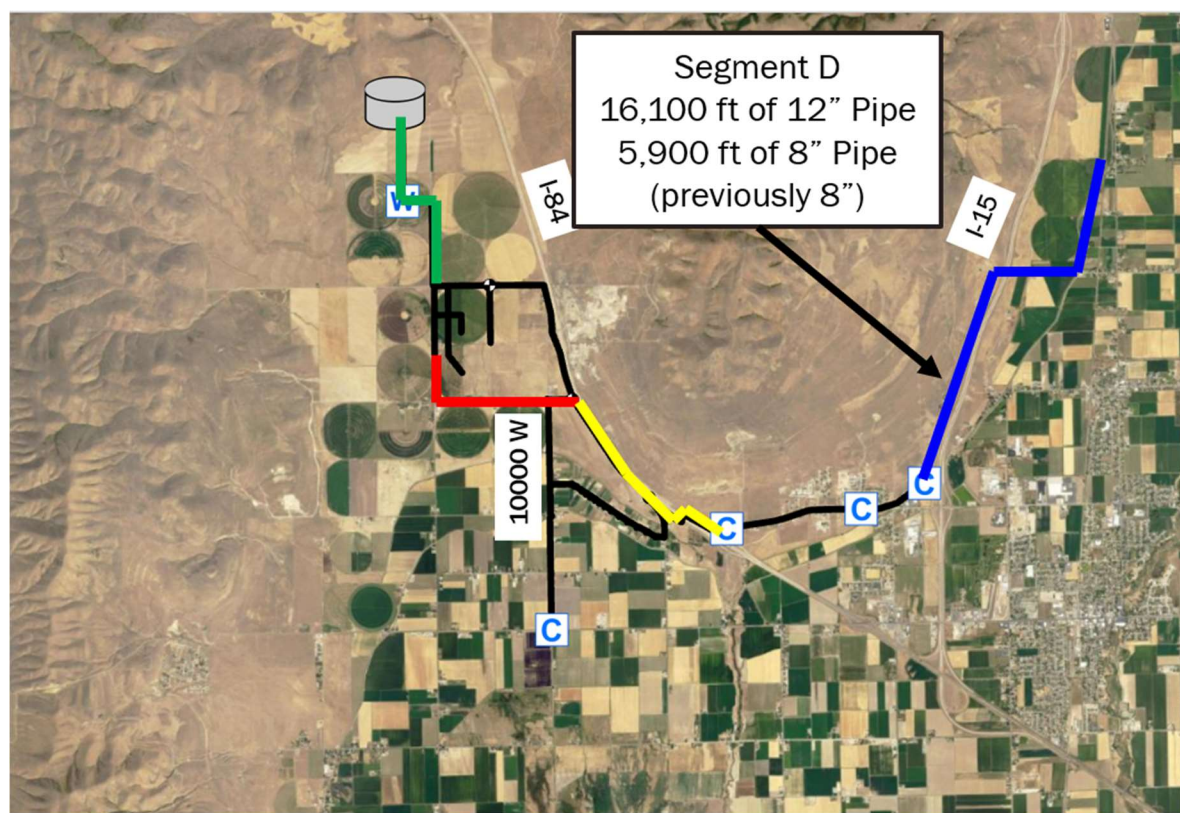 Segment D
16,100 ft of 12” Pipe
5,900 ft of 8” Pipe
(previously 8”)
I-84
I-15
W
10000 W
C
C
C
C